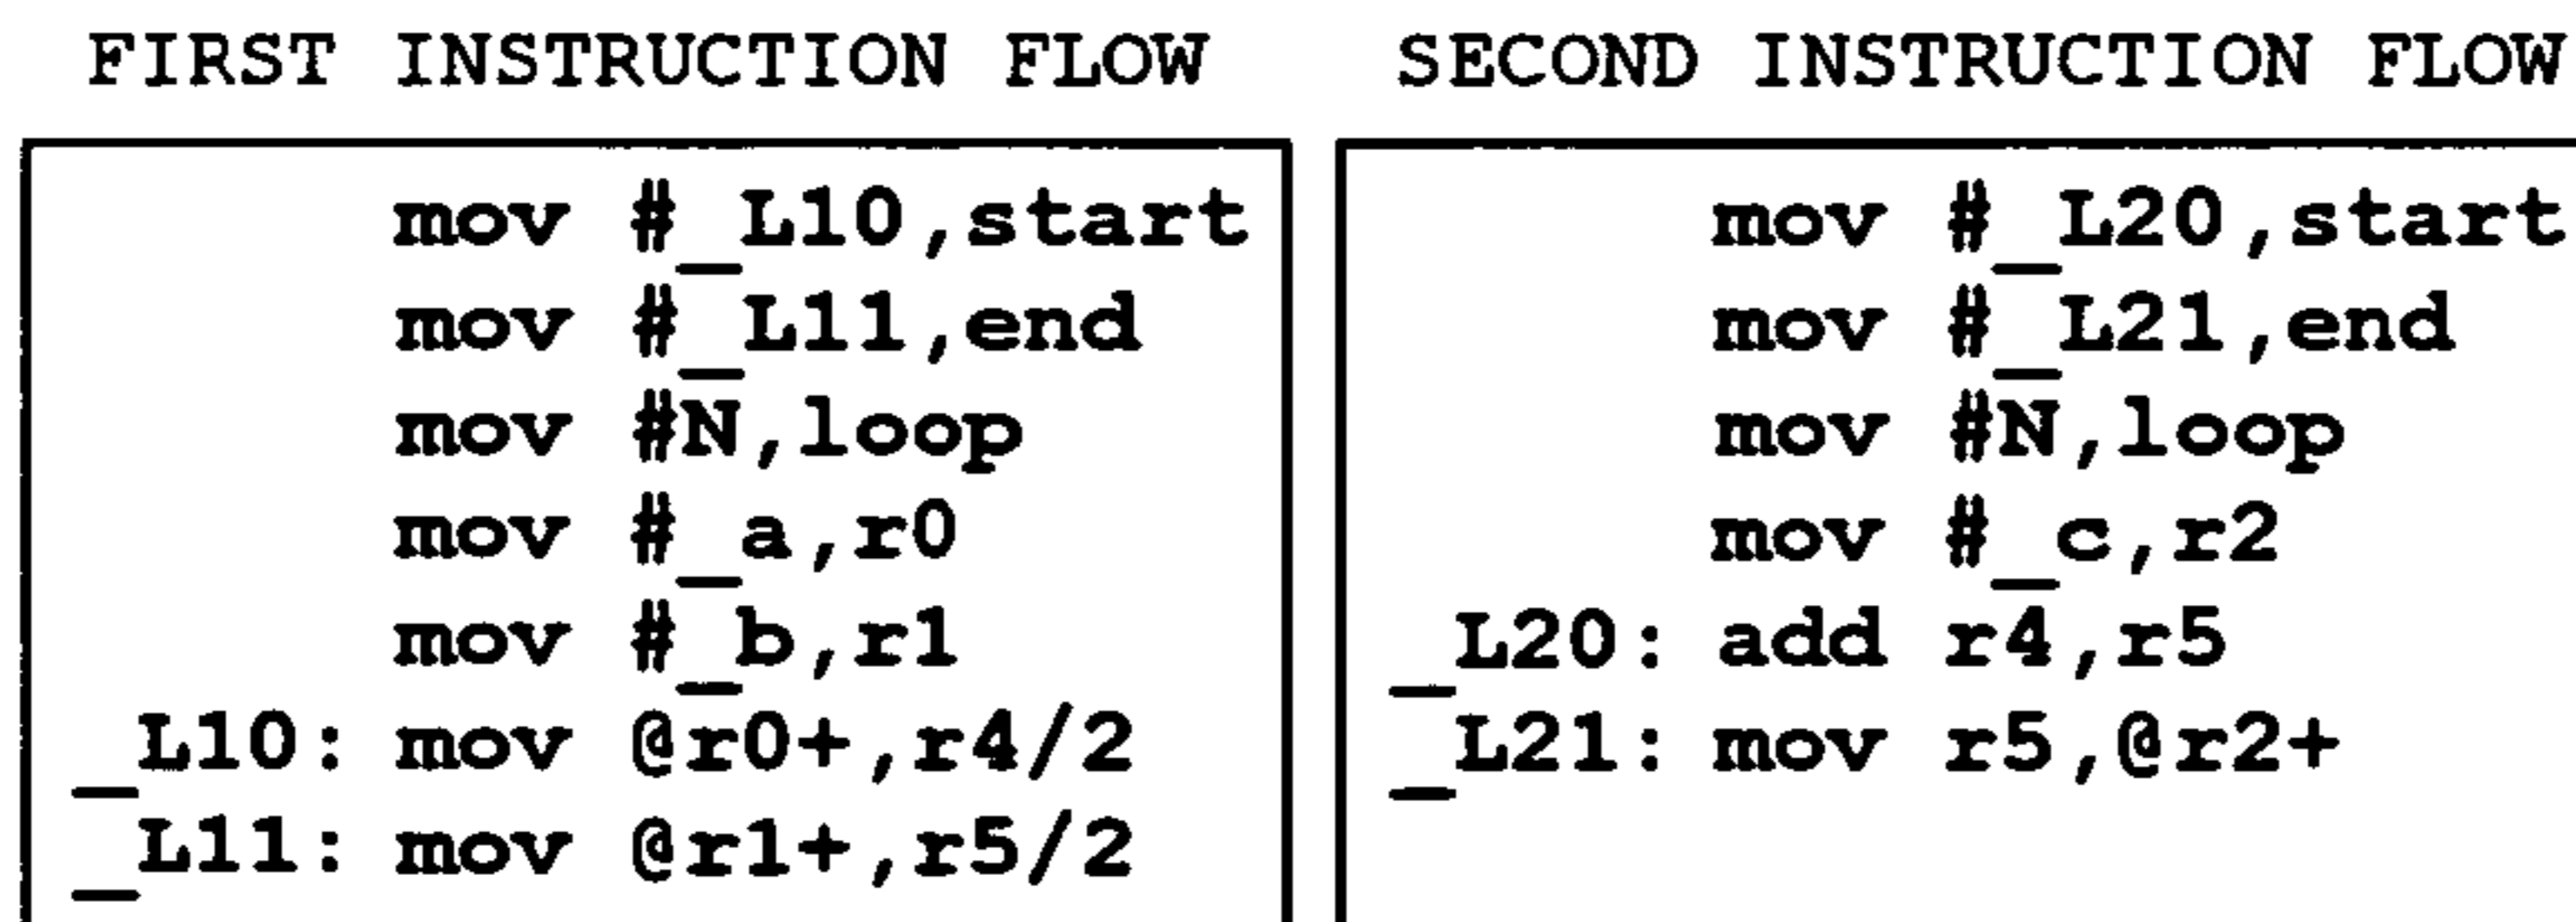 FIRST INSTRUCTION FLOW
mov #_L10,start
mov #_L11,end
mov #N,loop
mov #_a,r0
mov #_b,r1
_L10: mov @r0+,r4/2
_L11: mov @r1+,r5/2
SECOND INSTRUCTION FLOW
mov #_L20,start
mov #_L21,end
mov #N,loop
mov #_c,r2
_L20: add r4,r5
_L21: mov r5,@r2+